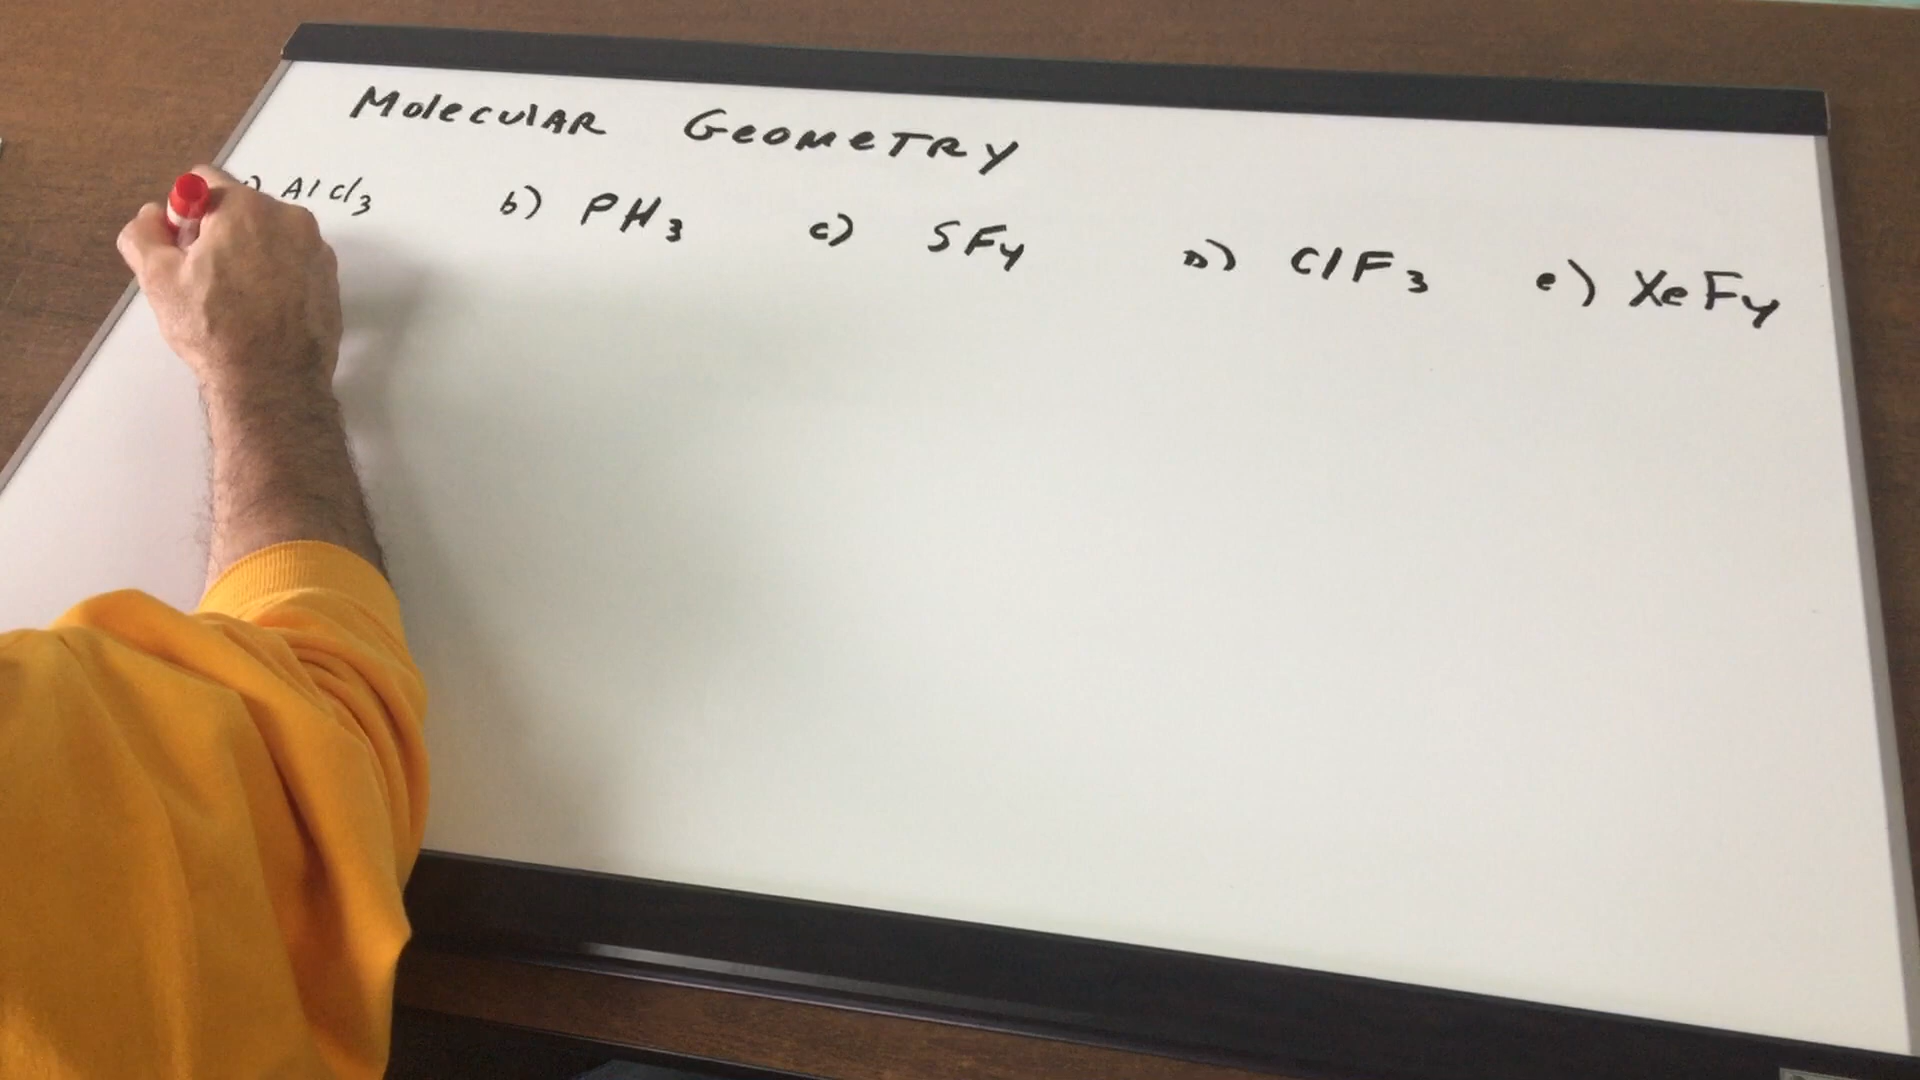 Molecular Geometry
) AlCl3 b) PH3 c) SF4 D) ClF3 e) XeF4